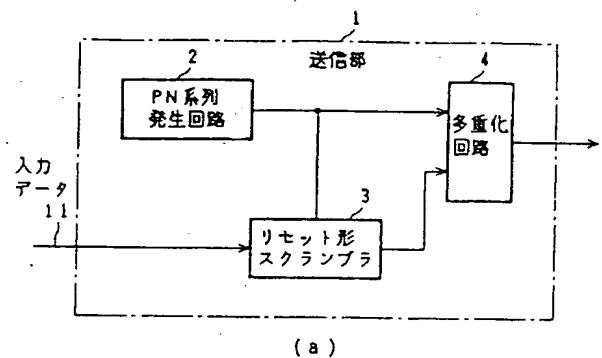 1
送信部
2
PN系列
発生回路
4
多重化
回路
入力
データ
11
3
リセット形
スクランブラ
(a)